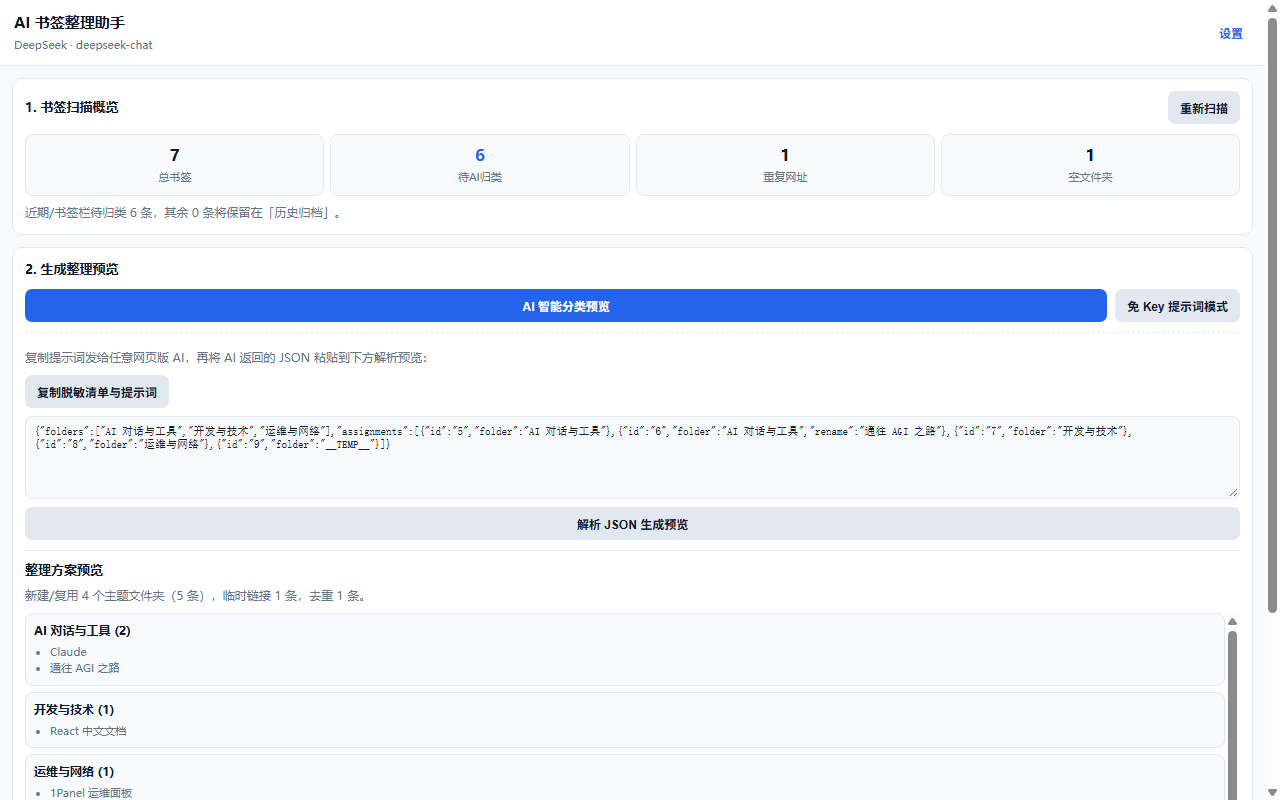 AI 书签整理助手
DeepSeek · deepseek-chat
设置
1. 书签扫描概览
重新扫描
7
总书签
6
待AI归类
1
重复网址
1
空文件夹
近期/书签栏待归类 6 条，其余 0 条将保留在「历史归档」。
2. 生成整理预览
AI 智能分类预览
免 Key 提示词模式
复制提示词发给任意网页版 AI，再将 AI 返回的 JSON 粘贴到下方解析预览：
复制脱敏清单与提示词
{"folders":["AI 对话与工具","开发与技术","运维与网络"],"assignments":[{"id":"5","folder":"AI 对话与工具"},{"id":"6","folder":"AI 对话与工具","rename":"通往 AGI 之路"},{"id":"7","folder":"开发与技术"},
{"id":"8","folder":"运维与网络"},{"id":"9","folder":"__TEMP__"}]}
解析 JSON 生成预览
整理方案预览
新建/复用 4 个主题文件夹（5 条），临时链接 1 条，去重 1 条。
AI 对话与工具 (2)
Claude
通往 AGI 之路
开发与技术 (1)
React 中文文档
运维与网络 (1)
1Panel 运维面板